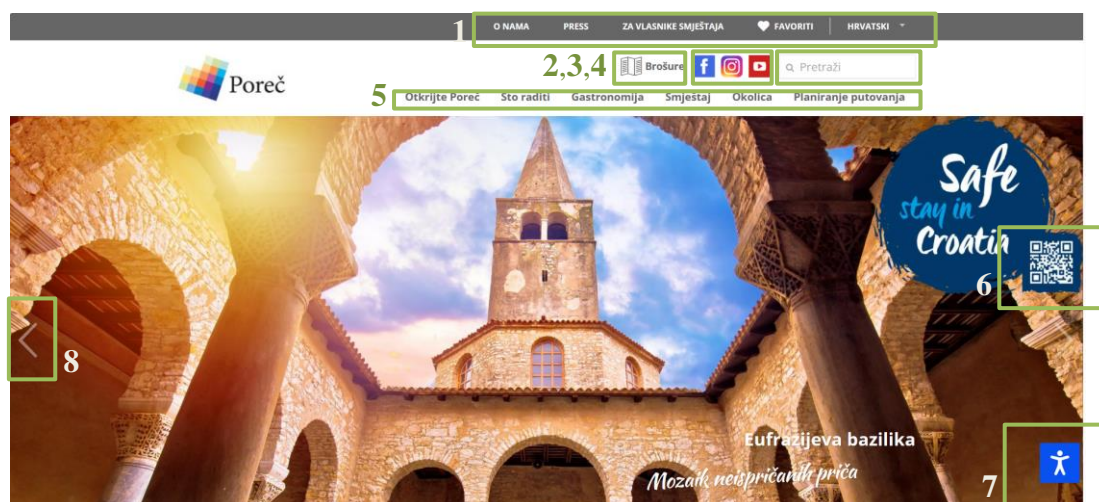 1 O NAMA PRESS ZA VLASNIKE SMJEŠTAJA FAVORITI HRVATSKI
Poreč
2,3,4 Brošure Pretraži
5 Otkrijte Poreč Sto raditi Gastronomija Smještaj Okolica Planiranje putovanja
Safe
stay in
Croatia
6
8
Eufrazijeva bazilika
Mozaik neispričanih priča
7